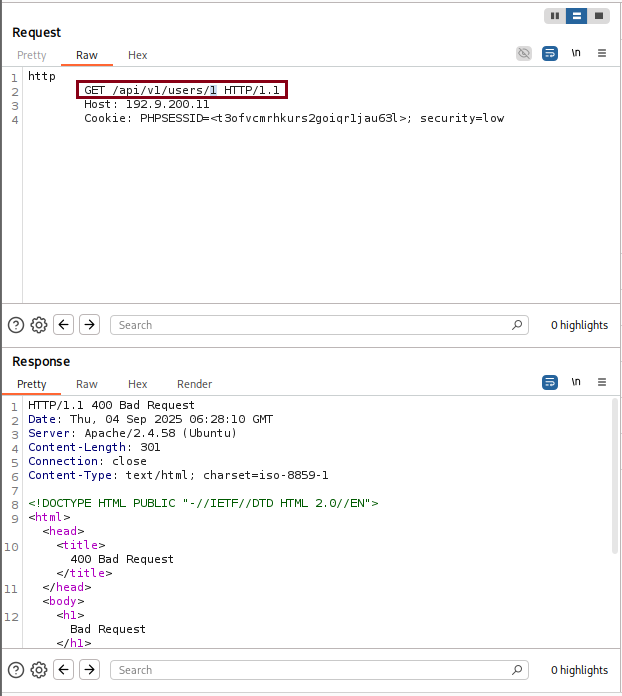 Request
Pretty Raw Hex
\n
1 http
2 GET /api/v1/users/1 HTTP/1.1
3 Host: 192.9.200.11
4 Cookie: PHPSESSID=<t3ofvcmrhkurs2goiqr1jau63l>; security=low
Search
0 highlights
Response
Pretty Raw Hex Render
\n
1 HTTP/1.1 400 Bad Request
2 Date: Thu, 04 Sep 2025 06:28:10 GMT
3 Server: Apache/2.4.58 (Ubuntu)
4 Content-Length: 301
5 Connection: close
6 Content-Type: text/html; charset=iso-8859-1
7
8 <!DOCTYPE HTML PUBLIC "-//IETF//DTD HTML 2.0//EN">
9 <html>
<head>
10 <title>
400 Bad Request
</title>
11 </head>
<body>
12 <h1>
Bad Request
</h1>
Search
0 highlights